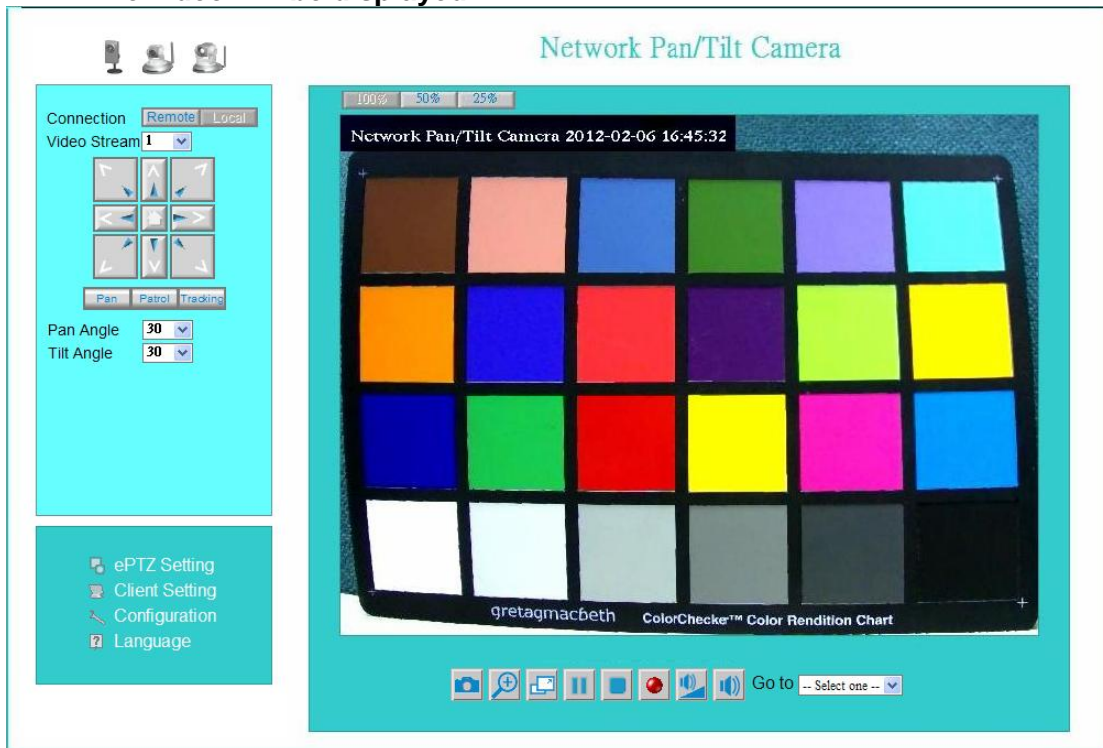 Network Pan/Tilt Camera
Connection Remote Local
Video Stream 1
Pan Patrol Tracking
Pan Angle 30
Tilt Angle 30
ePTZ Setting
Client Setting
Configuration
Language
100% 50% 25%
Network Pan/Tilt Camera 2012-02-06 16:45:32
gretagmacbeth ColorChecker™ Color Rendition Chart
Go to -- Select one --